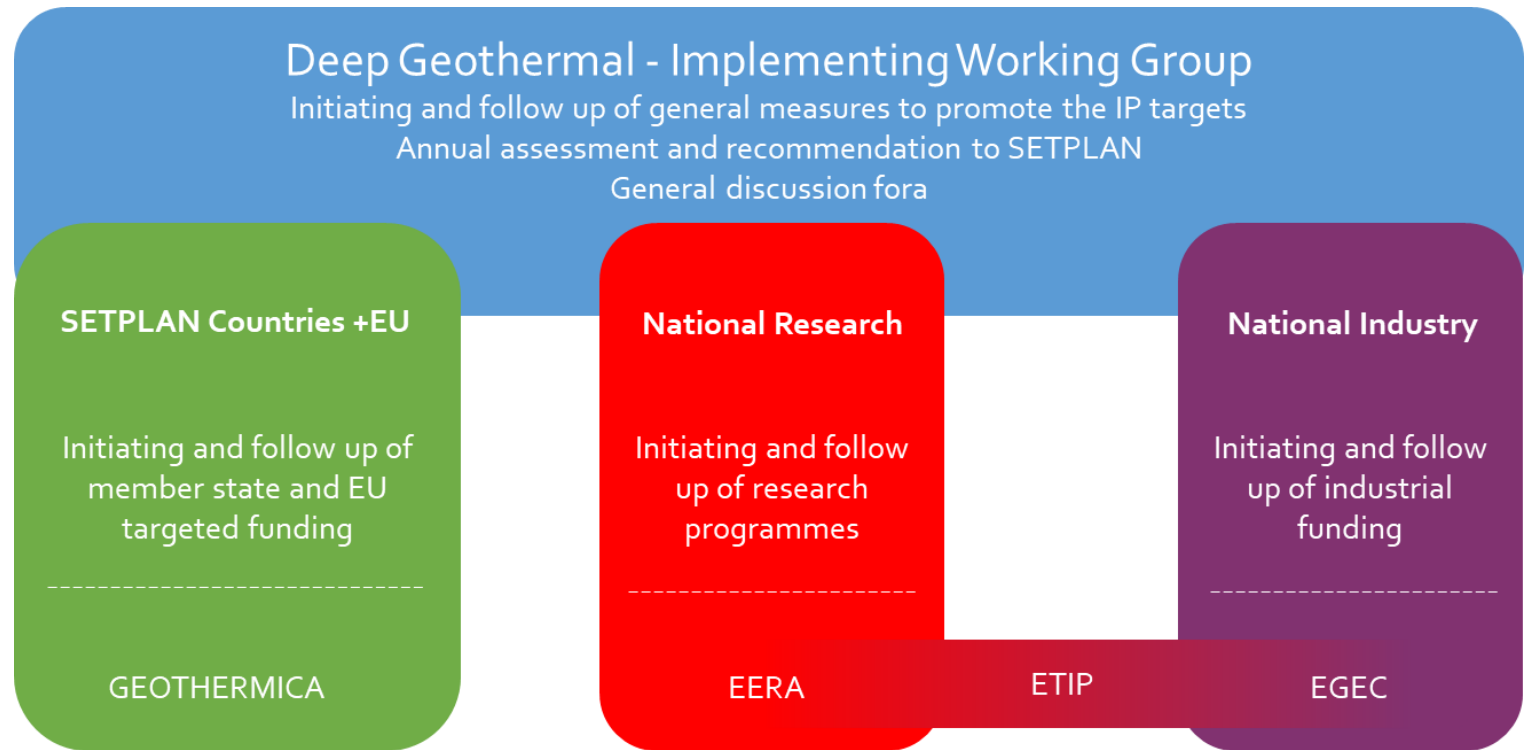 Deep Geothermal - Implementing Working Group
Initiating and follow up of general measures to promote the IP targets
Annual assessment and recommendation to SETPLAN
General discussion fora
SETPLAN Countries +EU
Initiating and follow up of
member state and EU
targeted funding
GEOTHERMICA
National Research
Initiating and follow
up of research
programmes
EERA
ETIP
National Industry
Initiating and follow
up of industrial
funding
EGEC